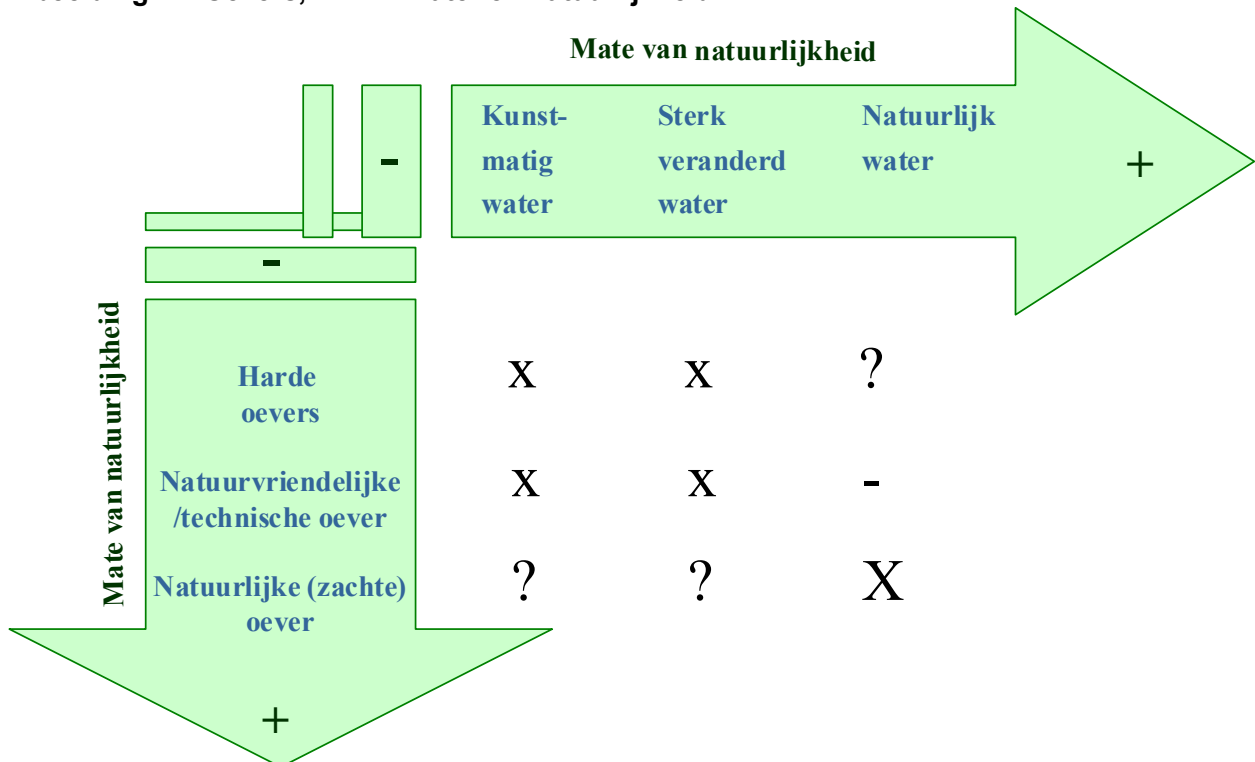 Mate van natuurlijkheid
-
Kunst-
matig
water
Sterk
veranderd
water
Natuurlijk
water
+
-
Mate van natuurlijkheid
Harde
oevers
x x ?
Natuurvriendelijke
/technische oever
x x -
Natuurlijke (zachte)
oever
? ? X
+